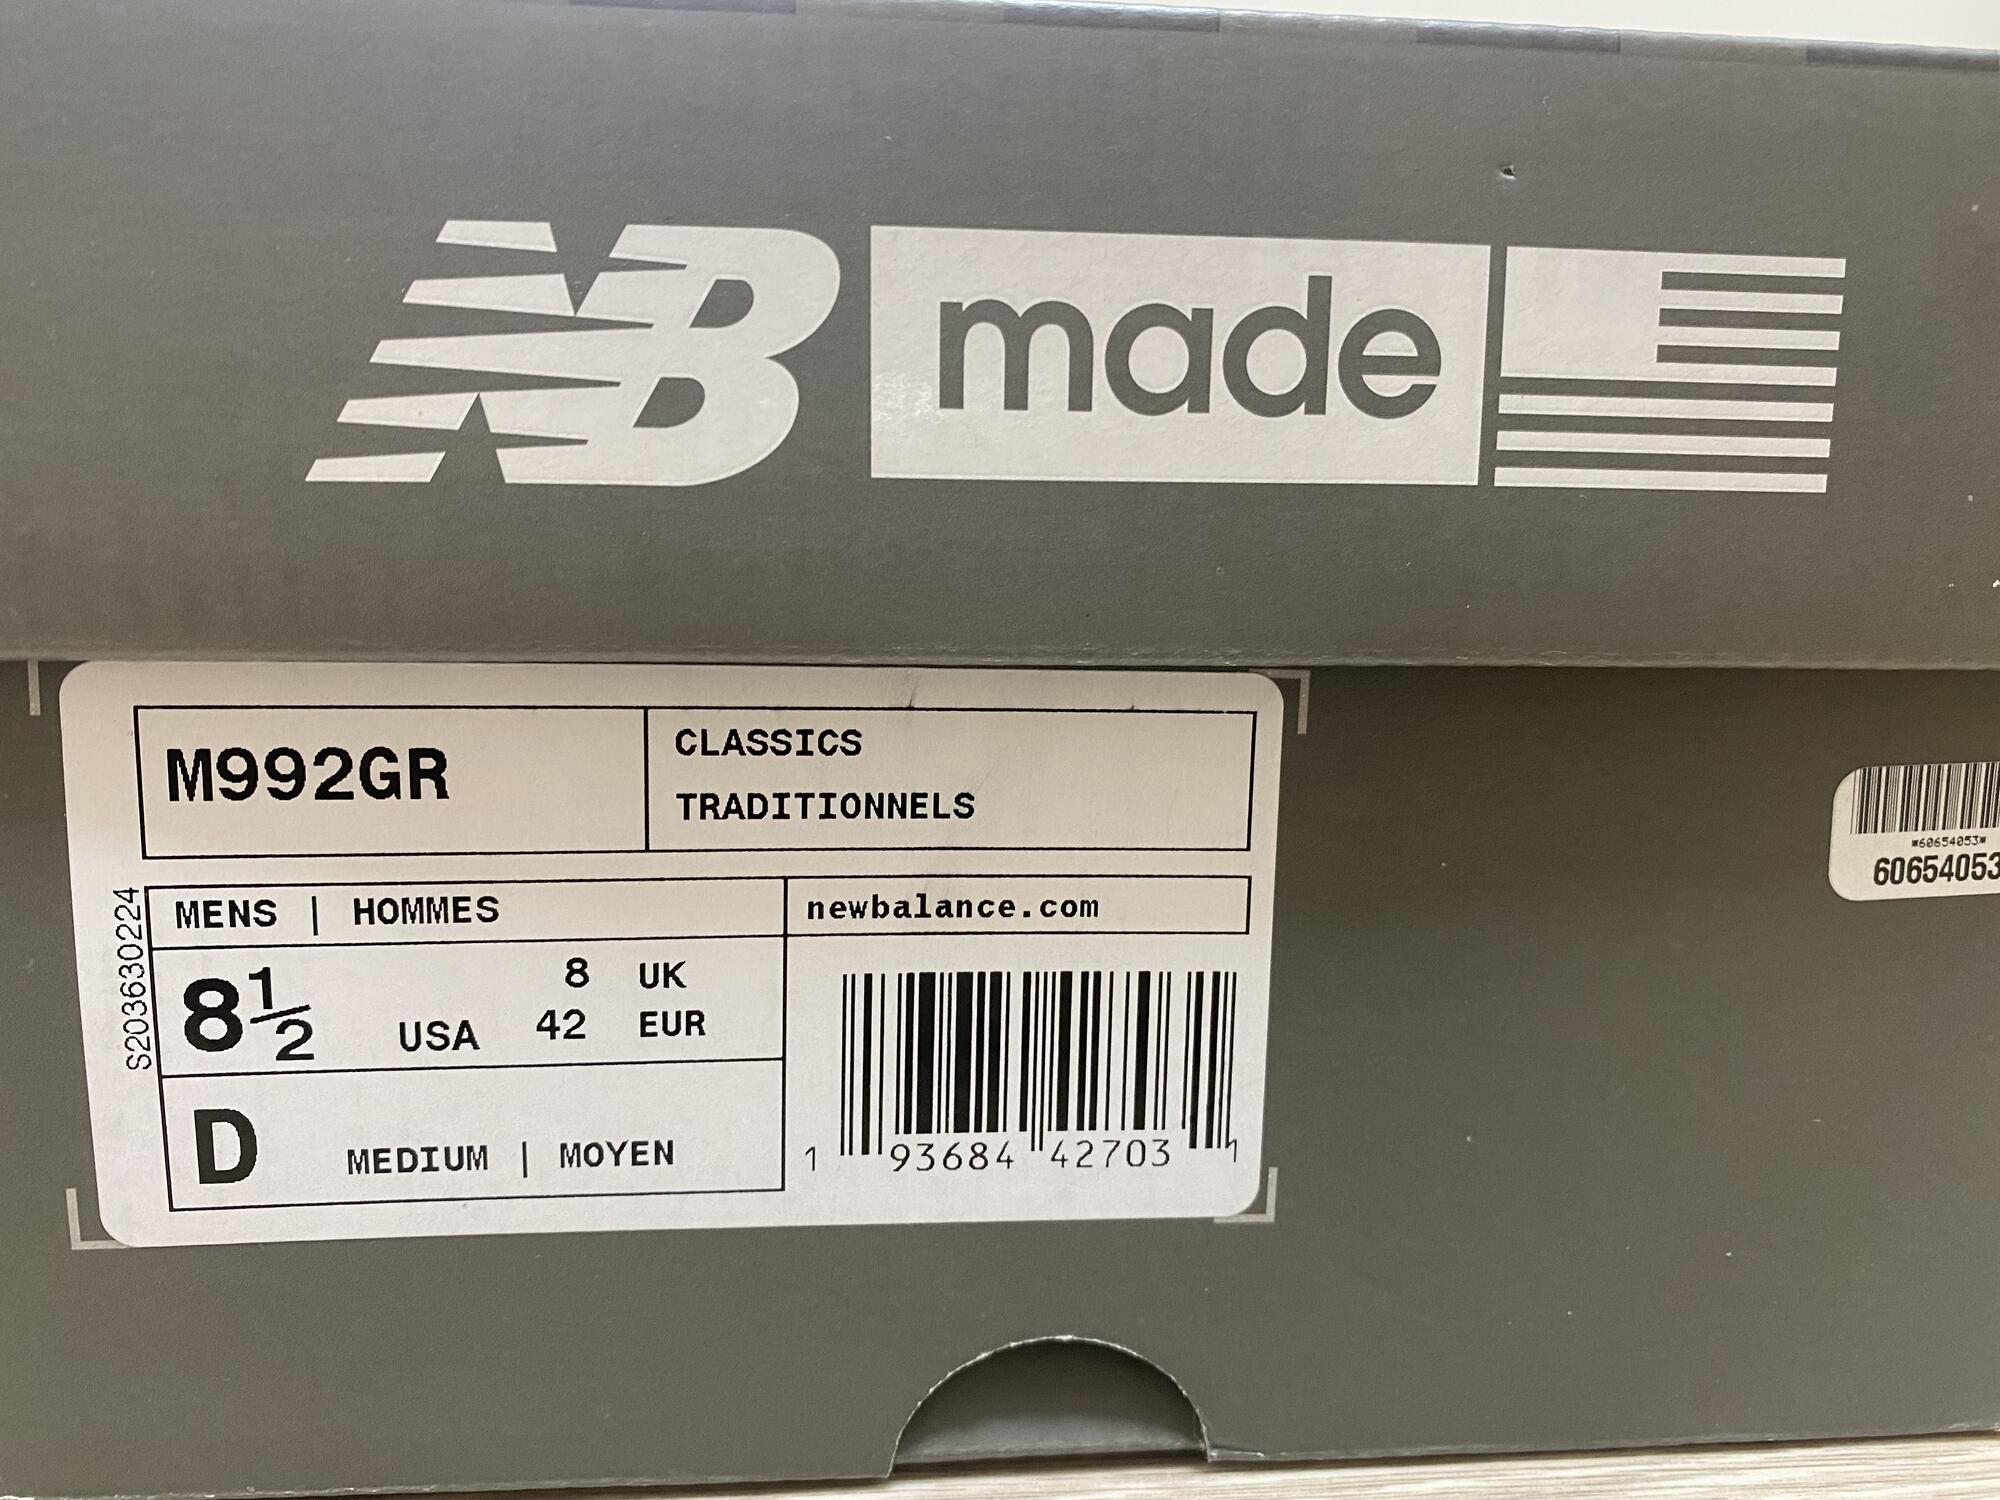 NB made
M992GR
CLASSICS
TRADITIONNELS
MENS | HOMMES
newbalance.com
8½ USA
8 UK
42 EUR
D MEDIUM | MOYEN
S203630224
1 93684 42703 1
*60654053*
60654053